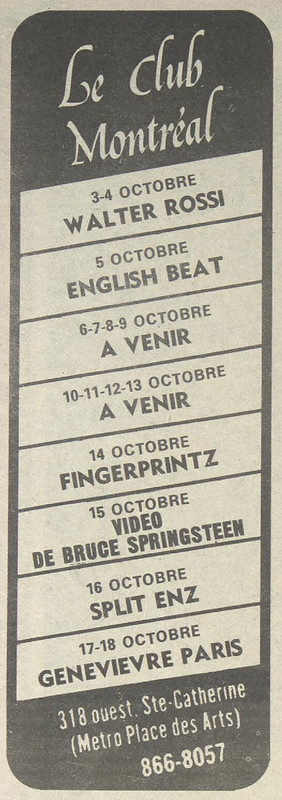 Le Club
Montréal
3-4 OCTOBRE
WALTER ROSSI
5 OCTOBRE
ENGLISH BEAT
6-7-8-9 OCTOBRE
A VENIR
10-11-12-13 OCTOBRE
A VENIR
14 OCTOBRE
FINGERPRINTZ
15 OCTOBRE
VIDEO
DE BRUCE SPRINGSTEEN
16 OCTOBRE
SPLIT ENZ
17-18 OCTOBRE
GENEVIEVRE PARIS
318 ouest. Ste-Catherine
(Metro Place des Arts)
866-8057